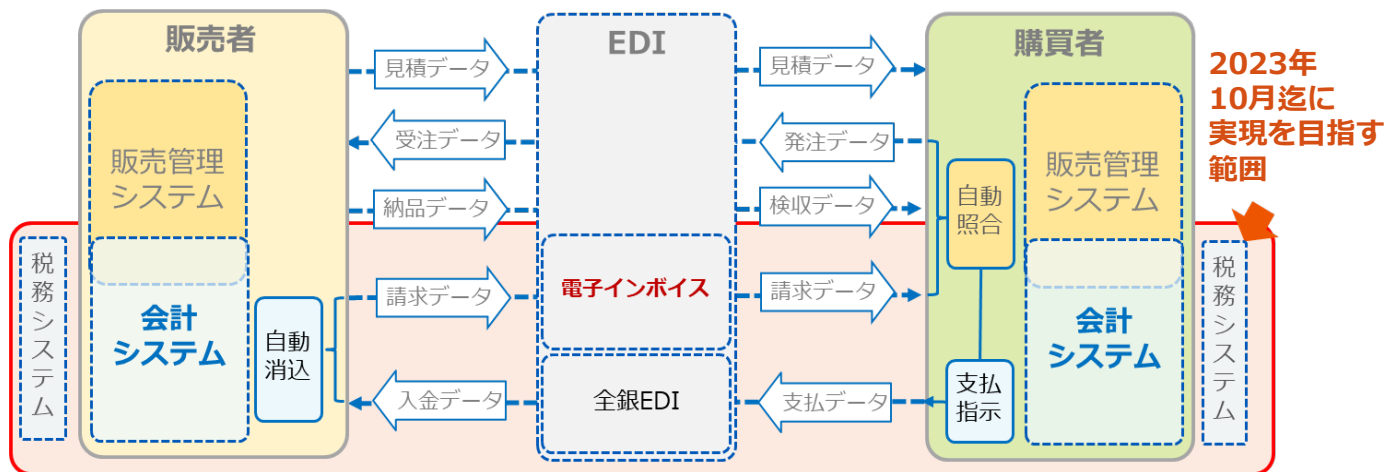 販売者
EDI
購買者
2023年
10月迄に
実現を目指す
範囲
見積データ
見積データ
受注データ
発注データ
販売管理
システム
販売管理
システム
納品データ
検収データ
自動
照合
税務システム
税務システム
請求データ
電子インボイス
請求データ
会計
システム
会計
システム
自動
消込
入金データ
全銀EDI
支払データ
支払
指示